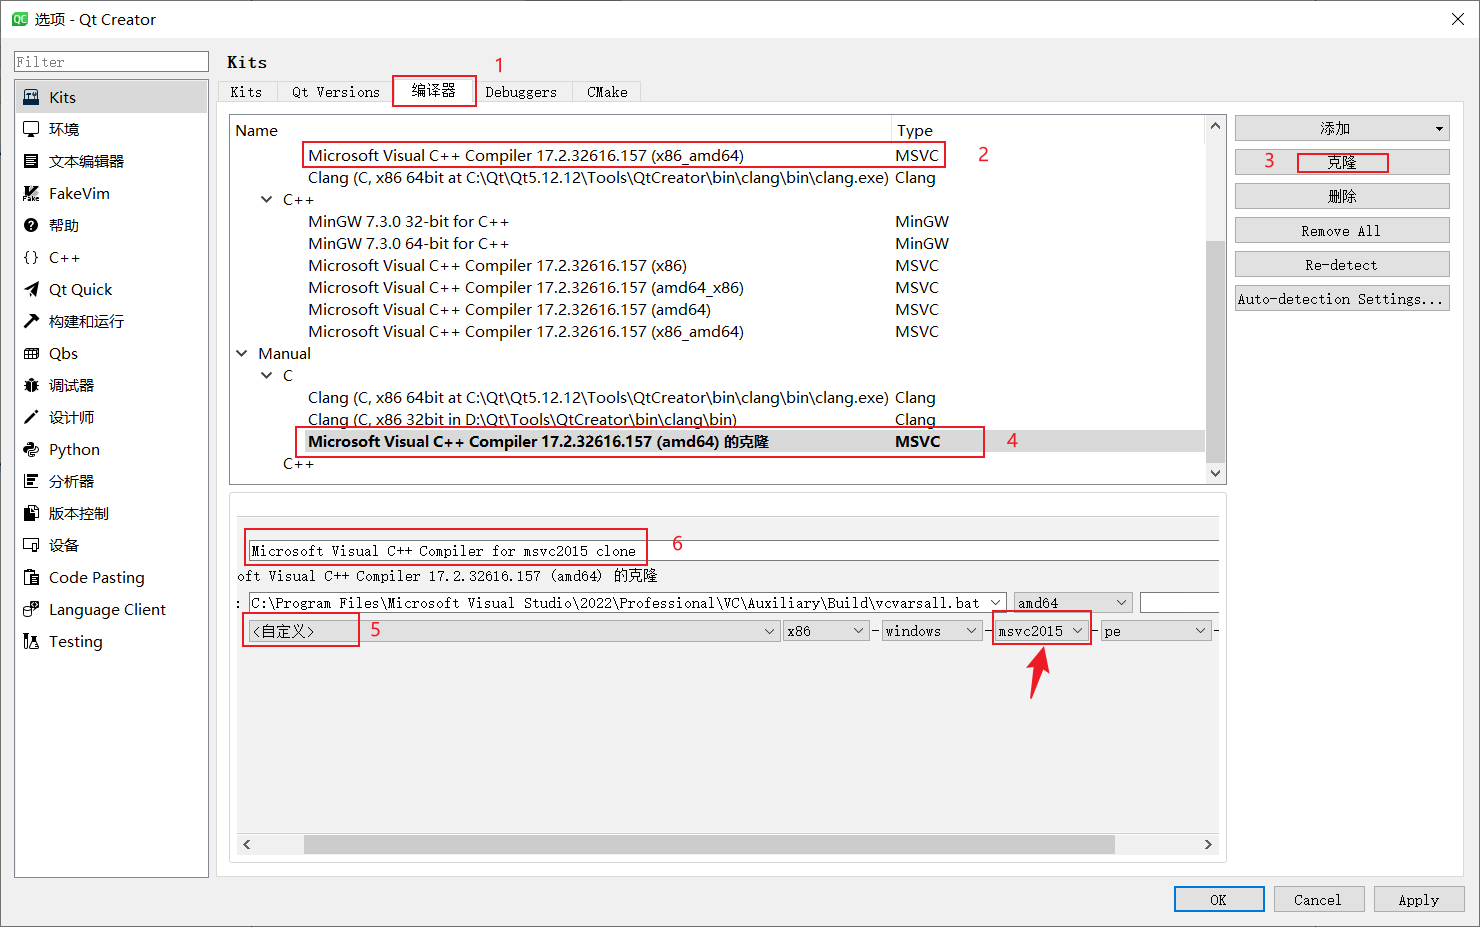 选项 - Qt Creator
Filter
Kits
环境
文本编辑器
FakeVim
帮助
C++
Qt Quick
构建和运行
Qbs
调试器
设计师
Python
分析器
版本控制
设备
Code Pasting
Language Client
Testing
Kits
1
Kits Qt Versions 编译器 Debuggers CMake
Name Type
Microsoft Visual C++ Compiler 17.2.32616.157 (x86_amd64) MSVC 2
Clang (C, x86 64bit at C:\Qt\Qt5.12.12\Tools\QtCreator\bin\clang\bin\clang.exe) Clang
C++
MinGW 7.3.0 32-bit for C++ MinGW
MinGW 7.3.0 64-bit for C++ MinGW
Microsoft Visual C++ Compiler 17.2.32616.157 (x86) MSVC
Microsoft Visual C++ Compiler 17.2.32616.157 (amd64_x86) MSVC
Microsoft Visual C++ Compiler 17.2.32616.157 (amd64) MSVC
Microsoft Visual C++ Compiler 17.2.32616.157 (x86_amd64) MSVC
Manual
C
Clang (C, x86 64bit at C:\Qt\Qt5.12.12\Tools\QtCreator\bin\clang\bin\clang.exe) Clang
Clang (C, x86 32bit in D:\Qt\Tools\QtCreator\bin\clang\bin) Clang
Microsoft Visual C++ Compiler 17.2.32616.157 (amd64) 的克隆 MSVC 4
C++
添加
3 克隆
删除
Remove All
Re-detect
Auto-detection Settings...
Microsoft Visual C++ Compiler for msvc2015 clone 6
oft Visual C++ Compiler 17.2.32616.157 (amd64) 的克隆
: C:\Program Files\Microsoft Visual Studio\2022\Professional\VC\Auxiliary\Build\vcvarsall.bat amd64
<自定义> 5 x86 - windows - msvc2015 - pe -
OK Cancel Apply